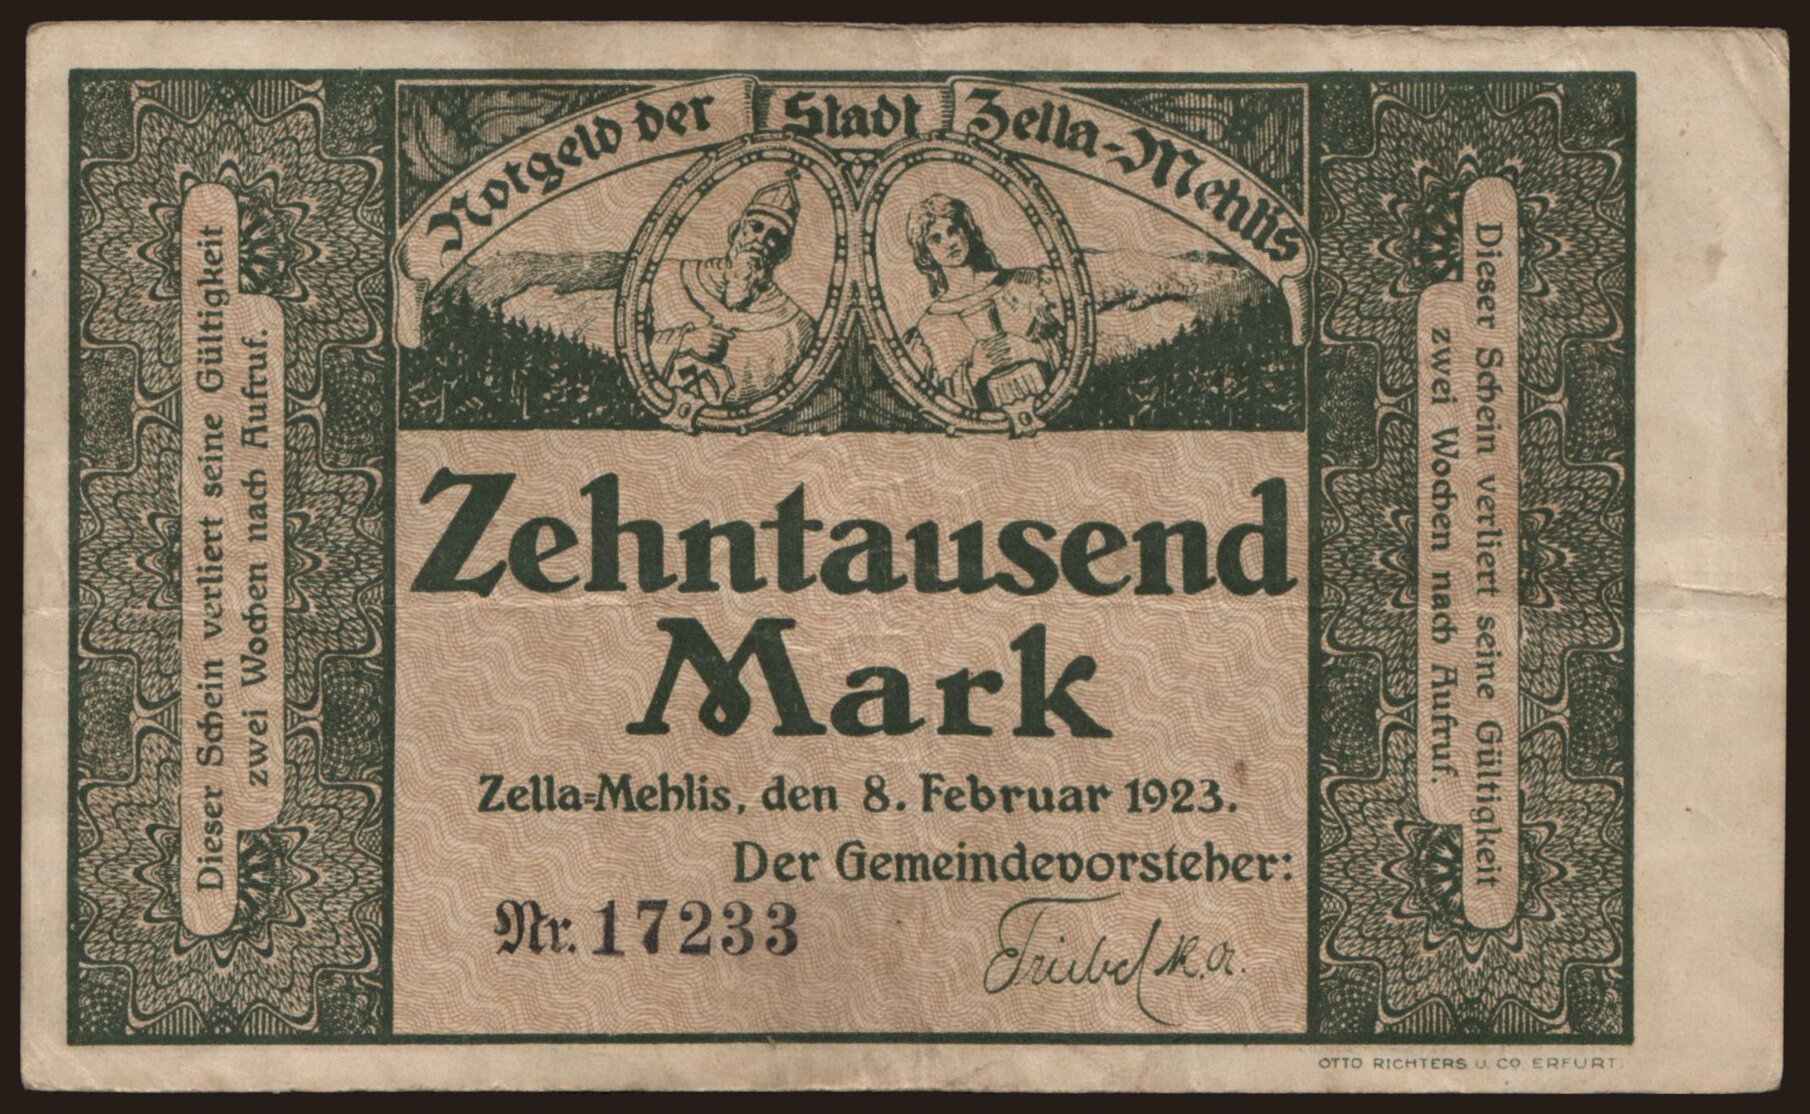 Notgeld der Stadt Zella-Mehlis
Dieser Schein verliert seine Gültigkeit
zwei Wochen nach Aufruf.
Zehntausend
Mark
Zella-Mehlis, den 8. Februar 1923.
Der Gemeindevorsteher:
Nr. 17233
Triebel k.A.
Dieser Schein verliert seine Gültigkeit
zwei Wochen nach Aufruf.
OTTO RICHTERS U. CO ERFURT.